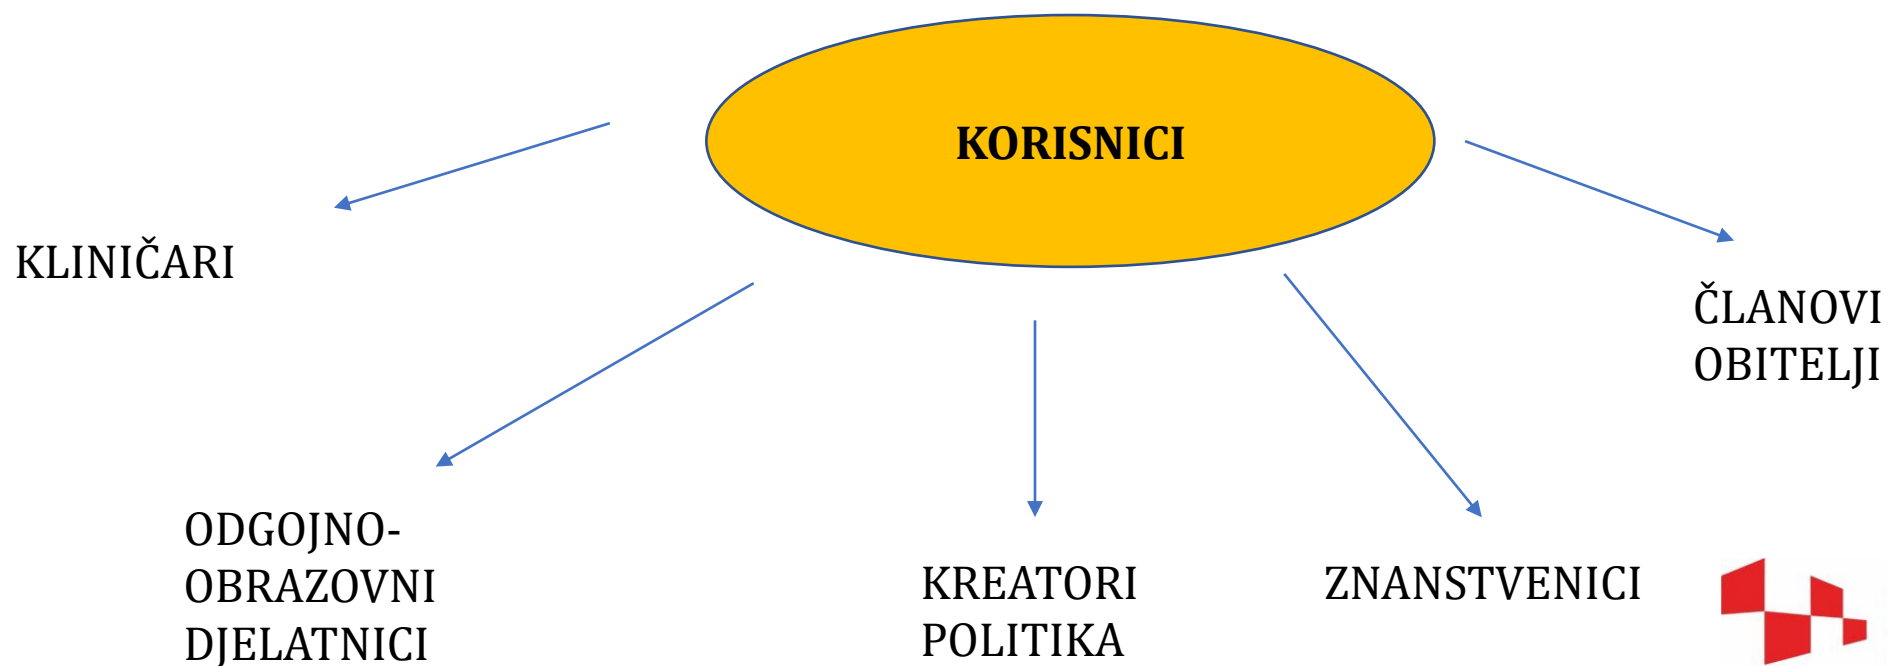 KORISNICI
KLINIČARI
ČLANOVI
OBITELJI
ODGOJNO-
OBRAZOVNI
DJELATNICI
KREATORI
POLITIKA
ZNANSTVENICI